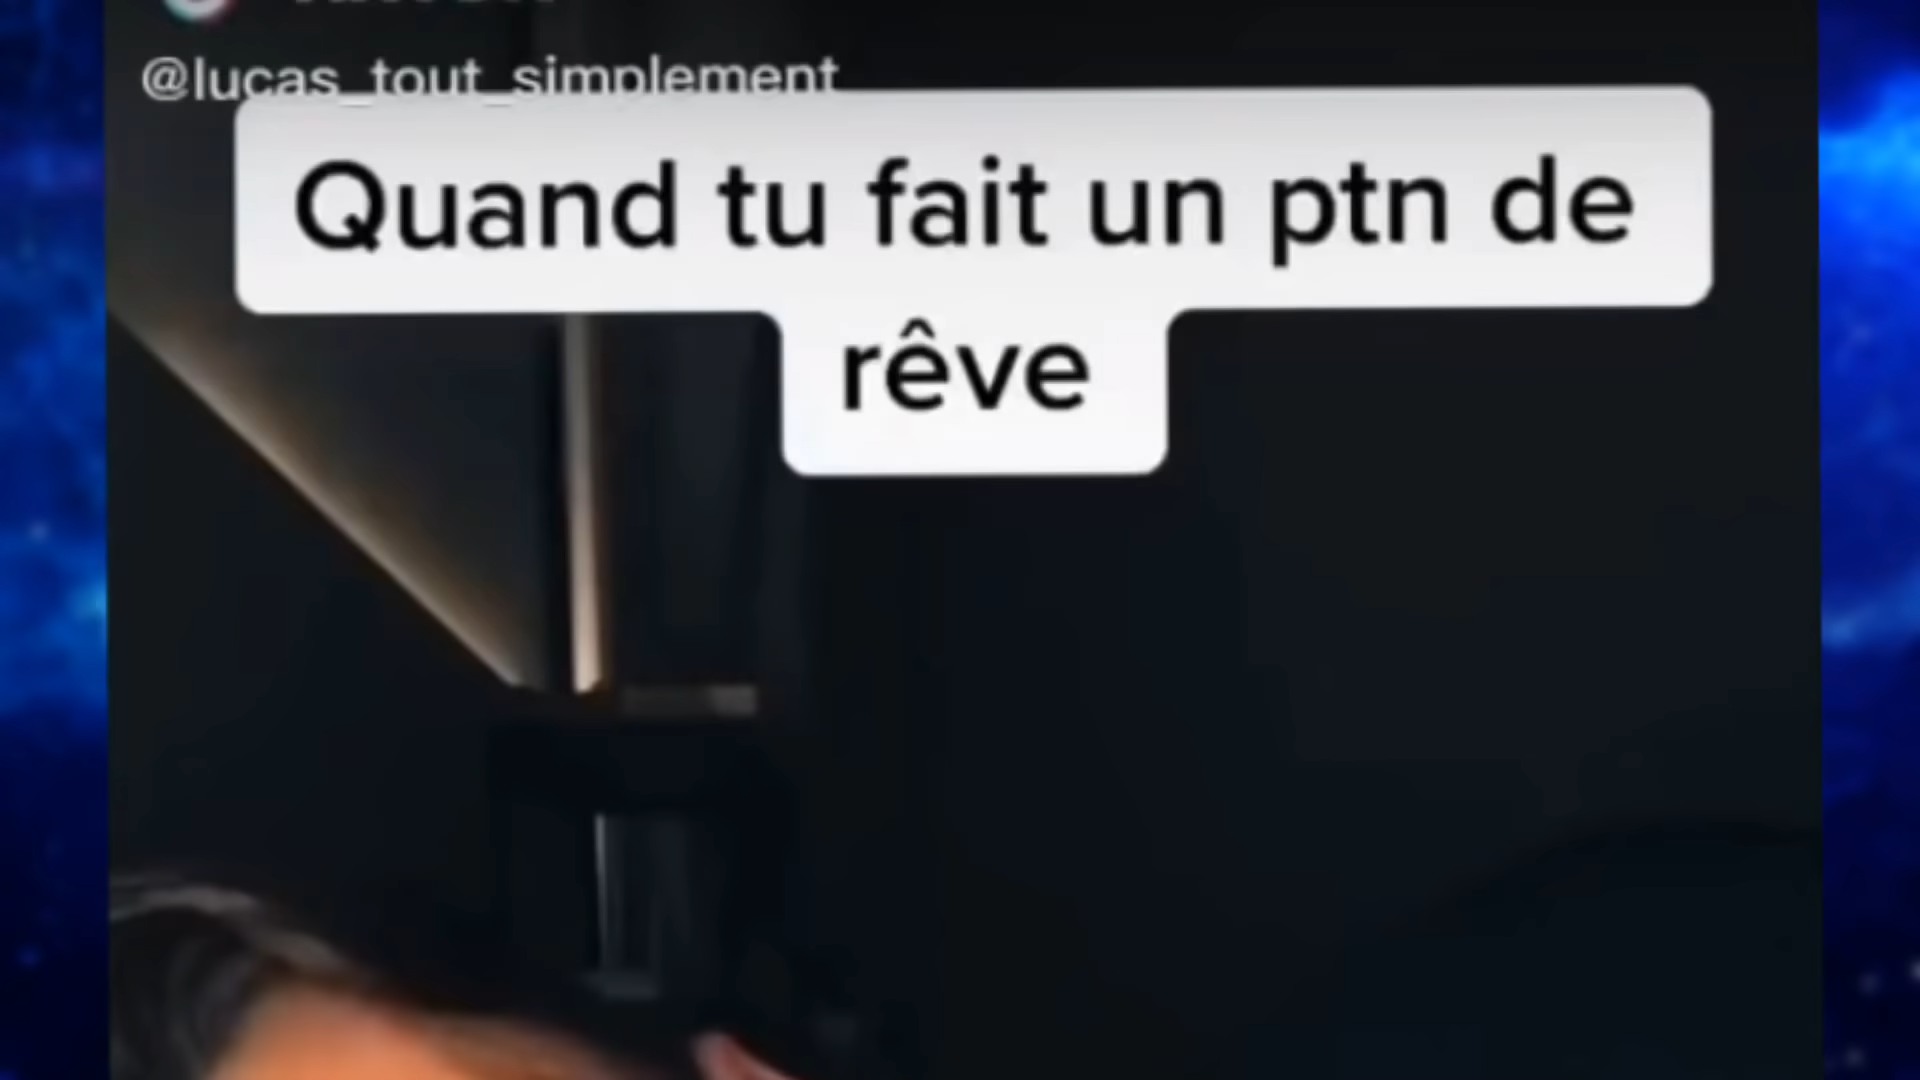 @lucas_tout_simplement
Quand tu fait un ptn de
rêve